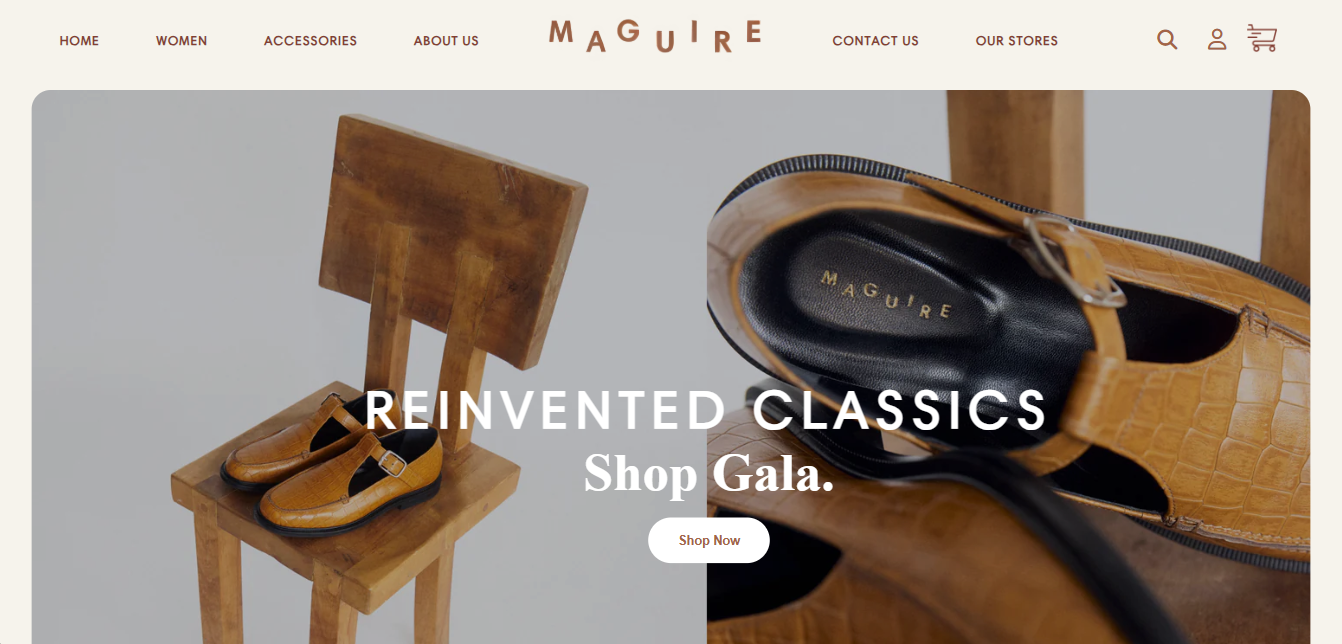 HOME WOMEN ACCESSORIES ABOUT US MAGUIRE CONTACT US OUR STORES
MAGUIRE
REINVENTED CLASSICS
Shop Gala.
Shop Now